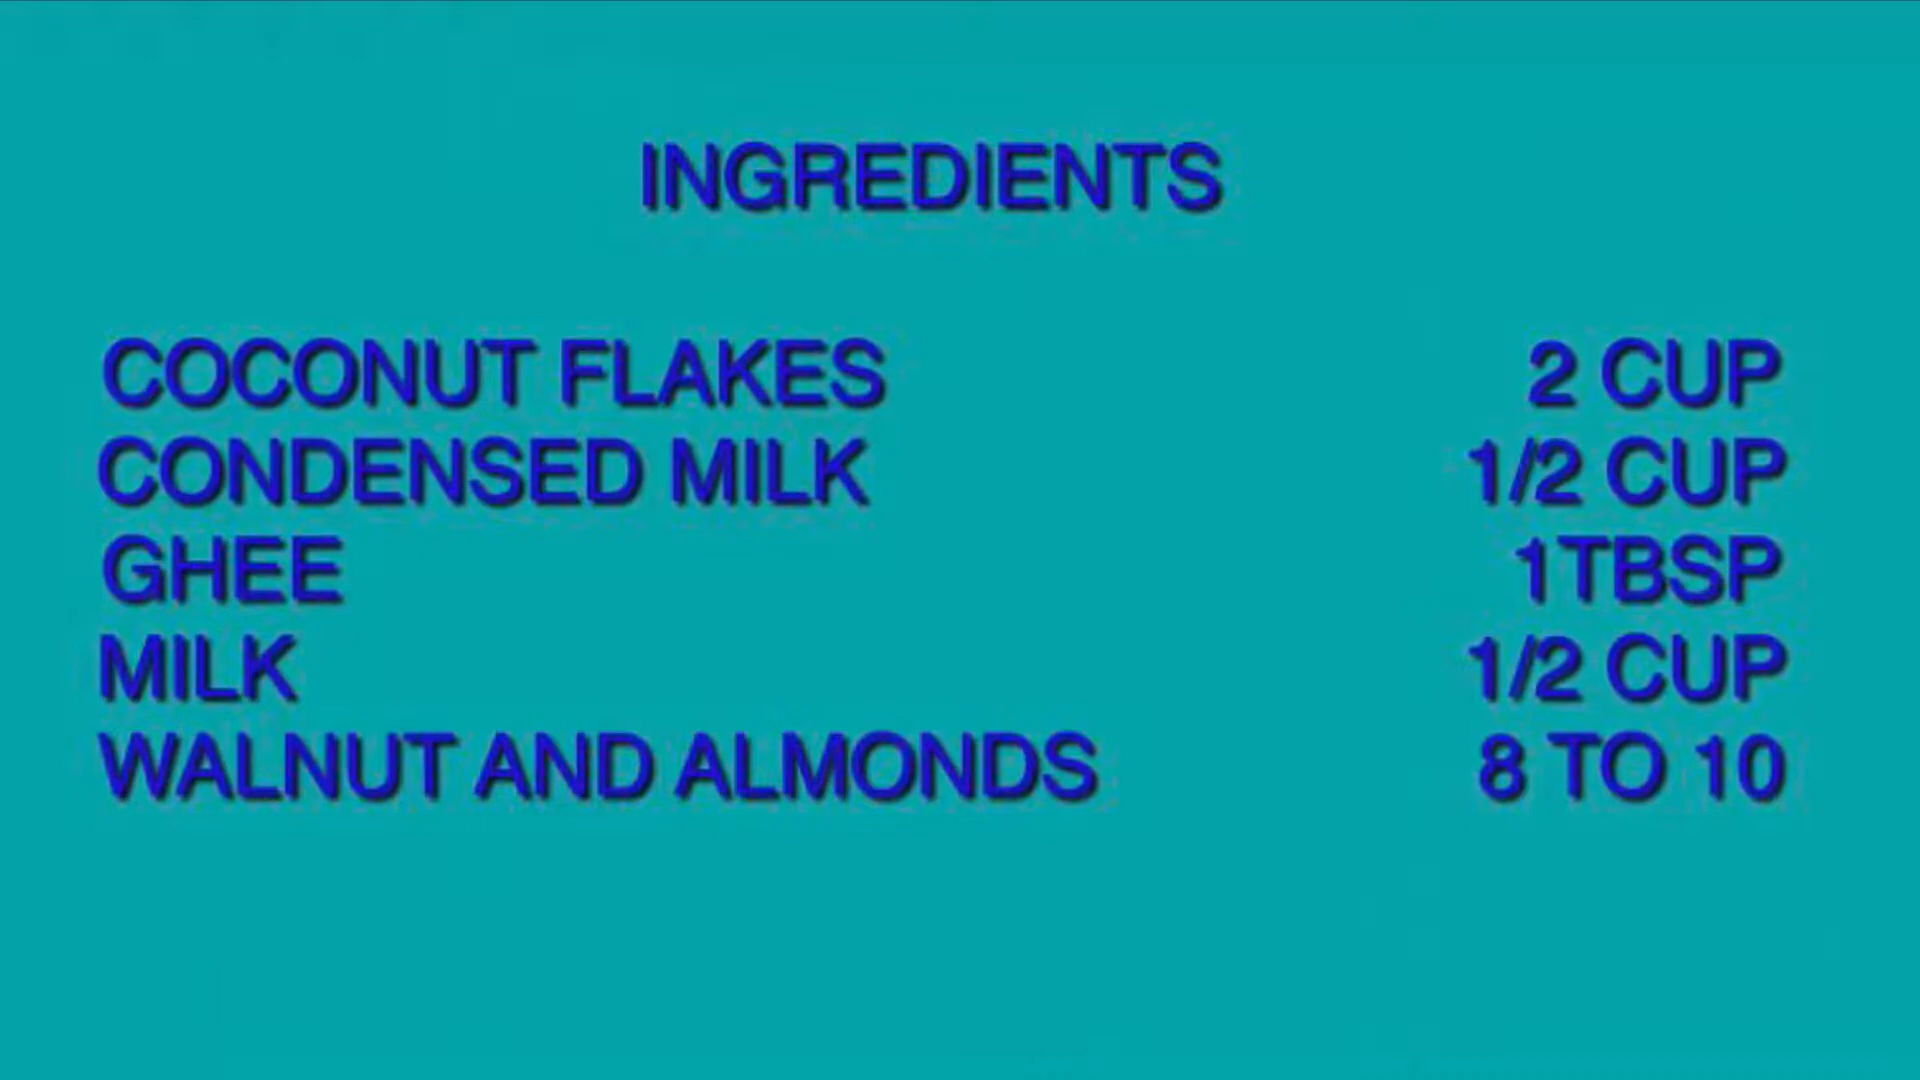 INGREDIENTS
COCONUT FLAKES 2 CUP
CONDENSED MILK 1/2 CUP
GHEE 1TBSP
MILK 1/2 CUP
WALNUT AND ALMONDS 8 TO 10